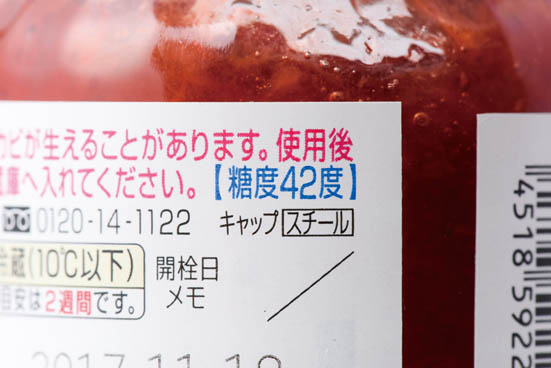 カビが生えることがあります。使用後
蔵庫へ入れてください。【糖度42度】
0120-14-1122 キャップ スチール
冷蔵(10℃以下)
目安は2週間です。
開栓日
メモ
/
2017.11.18
4518592